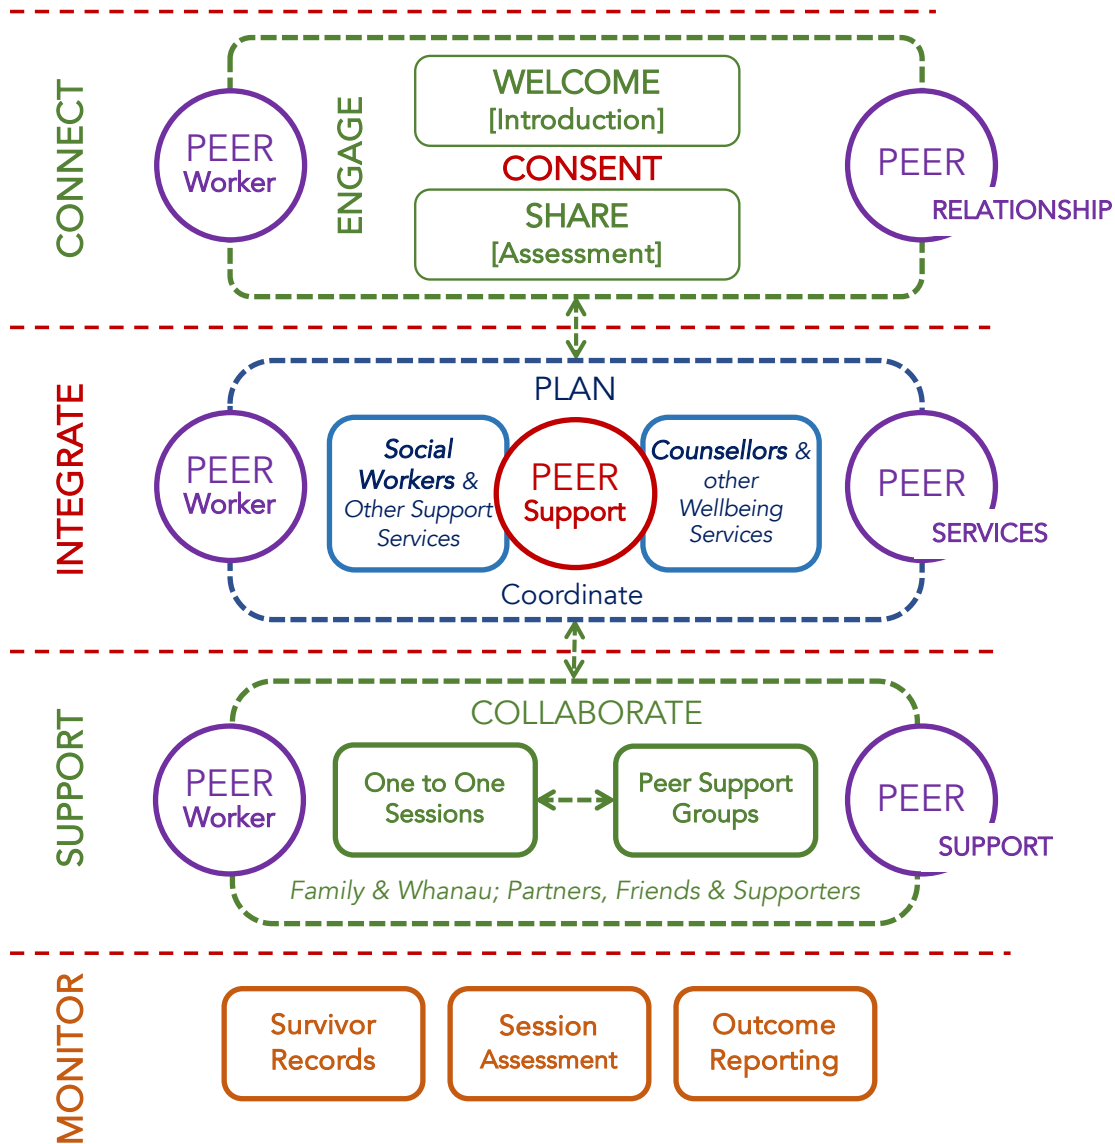 CONNECT
PEER
Worker
ENGAGE
WELCOME
[Introduction]
CONSENT
SHARE
[Assessment]
PEER
RELATIONSHIP
INTEGRATE
PEER
Worker
PLAN
Social
Workers &
Other Support
Services
PEER
Support
Counsellors &
other
Wellbeing
Services
Coordinate
PEER
SERVICES
SUPPORT
PEER
Worker
COLLABORATE
One to One
Sessions
Peer Support
Groups
Family & Whanau; Partners, Friends & Supporters
PEER
SUPPORT
MONITOR
Survivor
Records
Session
Assessment
Outcome
Reporting